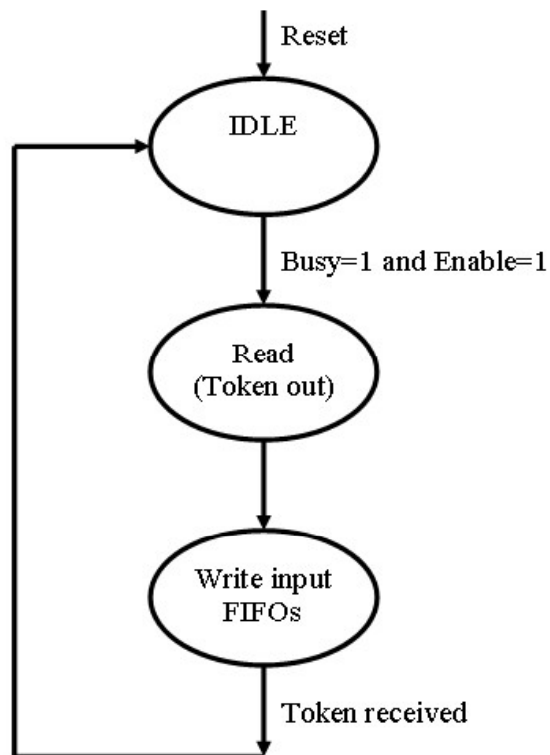 Reset
IDLE
Busy=1 and Enable=1
Read
(Token out)
Write input
FIFOs
Token received